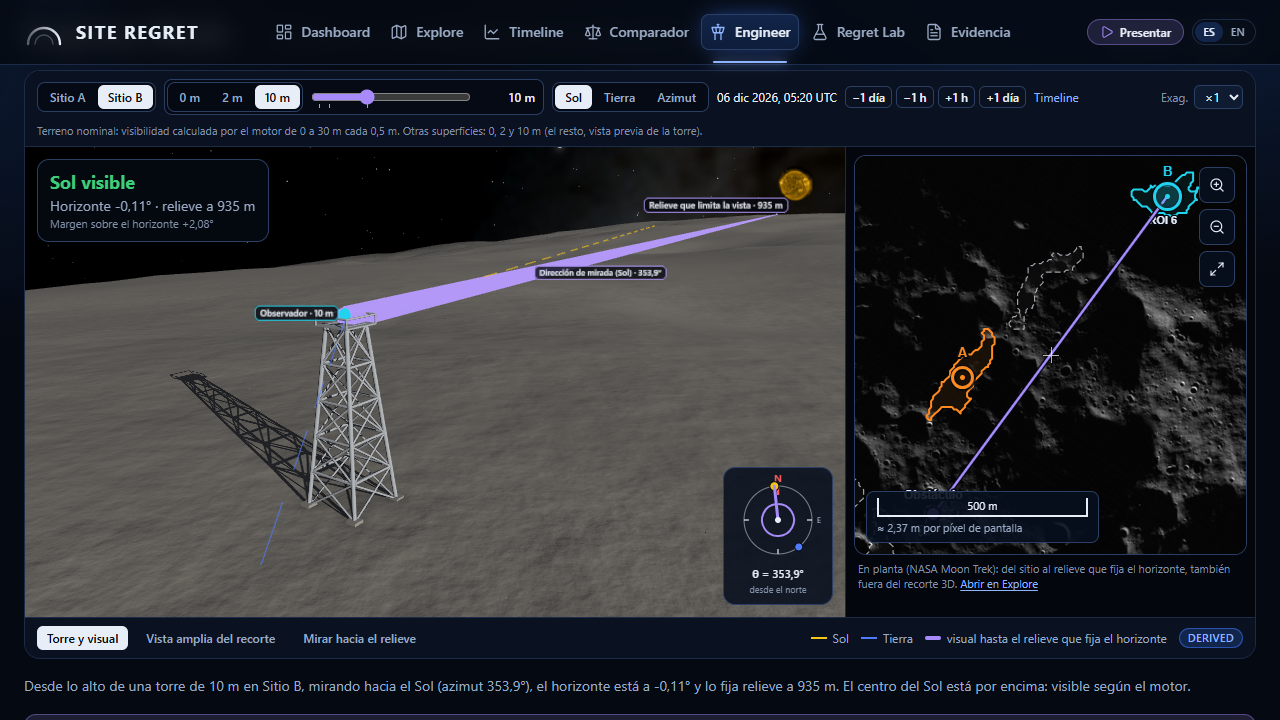 SITE REGRET
Dashboard
Explore
Timeline
Comparador
Engineer
Regret Lab
Evidencia
Presentar
ES
EN
Sitio A
Sitio B
0 m
2 m
10 m
10 m
Sol
Tierra
Azimut
06 dic 2026, 05:20 UTC
−1 día
−1 h
+1 h
+1 día
Timeline
Exag.
×1
Terreno nominal: visibilidad calculada por el motor de 0 a 30 m cada 0,5 m. Otras superficies: 0, 2 y 10 m (el resto, vista previa de la torre).
Sol visible
Horizonte -0,11° · relieve a 935 m
Margen sobre el horizonte +2,08°
Relieve que limita la vista · 935 m
Dirección de mirada (Sol) · 353,9°
Observador · 10 m
N
E
θ = 353,9°
desde el norte
B
ROI 6
A
Obstáculo
500 m
≈ 2,37 m por píxel de pantalla
En planta (NASA Moon Trek): del sitio al relieve que fija el horizonte, también
fuera del recorte 3D. Abrir en Explore
Torre y visual
Vista amplia del recorte
Mirar hacia el relieve
Sol
Tierra
visual hasta el relieve que fija el horizonte
DERIVED
Desde lo alto de una torre de 10 m en Sitio B, mirando hacia el Sol (azimut 353,9°), el horizonte está a -0,11° y lo fija relieve a 935 m. El centro del Sol está por encima: visible según el motor.